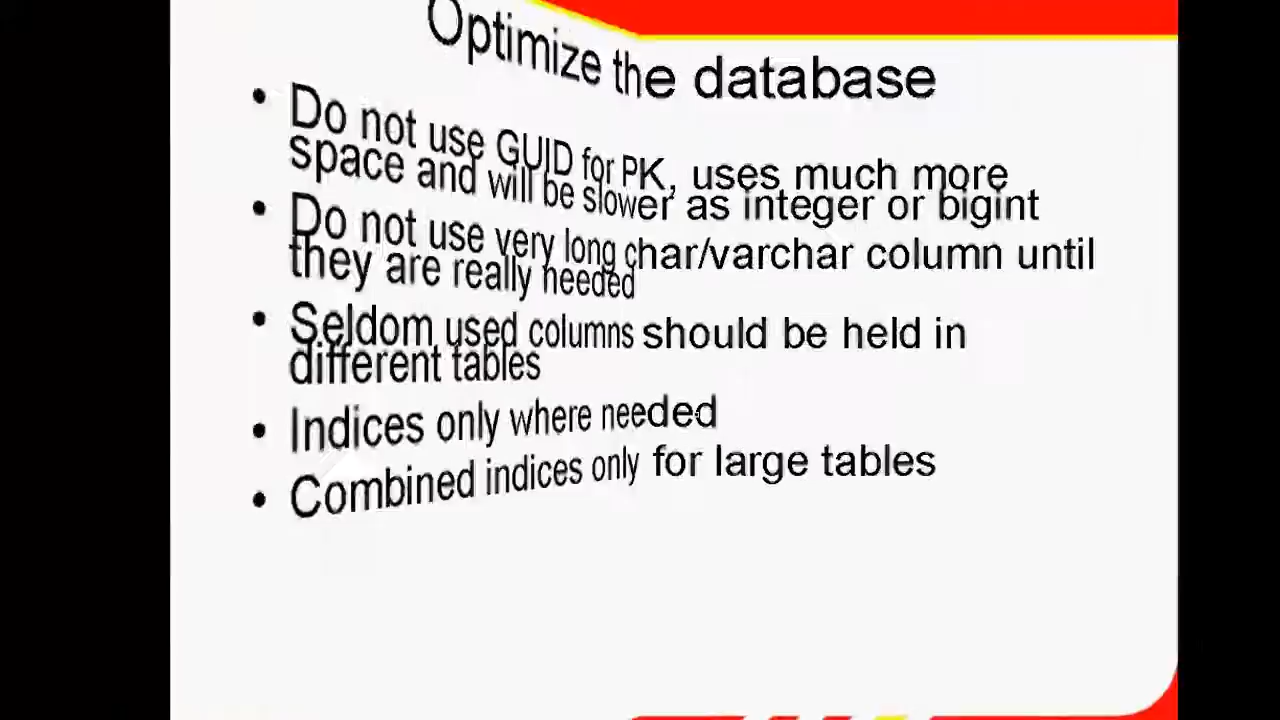 Optimize the database
• Do not use GUID for PK, uses much more
space and will be slower as integer or bigint
• Do not use very long char/varchar column until
they are really needed
• Seldom used columns should be held in
different tables
• Indices only where needed
• Combined indices only for large tables